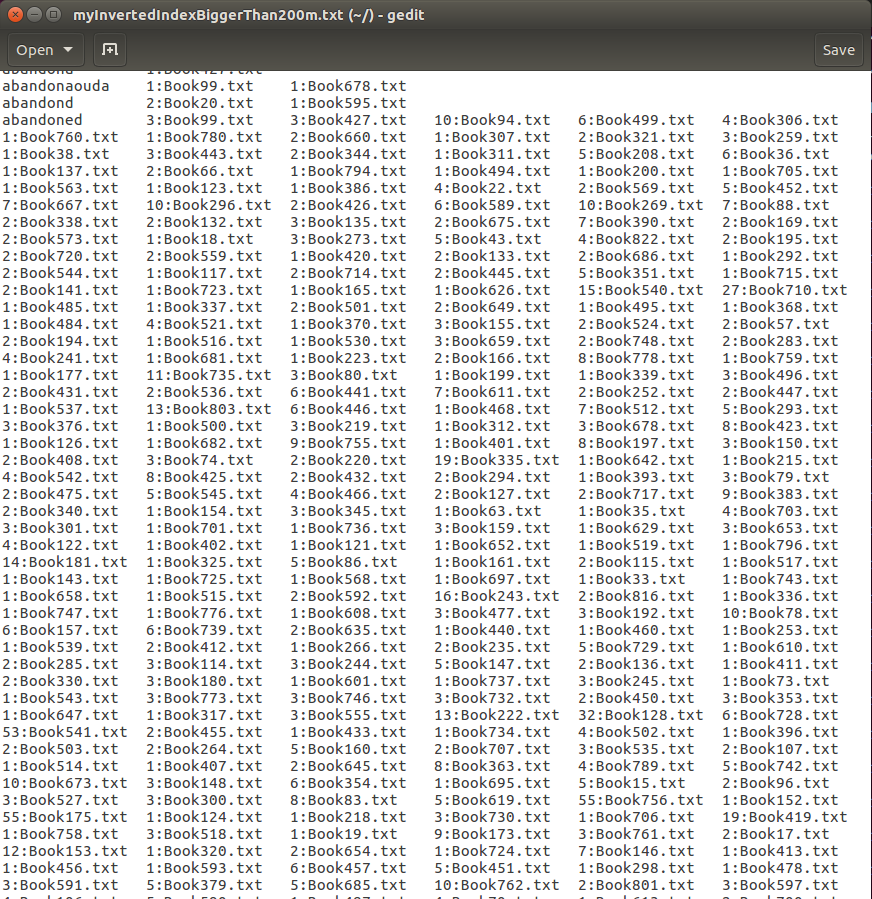 myInvertedIndexBiggerThan200m.txt (~/) - gedit
Open Save
abandond 1:Book427.txt
abandonaouda 1:Book99.txt 1:Book678.txt
abandond 2:Book20.txt 1:Book595.txt
abandoned 3:Book99.txt 3:Book427.txt 10:Book94.txt 6:Book499.txt 4:Book306.txt
1:Book760.txt 1:Book780.txt 2:Book660.txt 1:Book307.txt 2:Book321.txt 3:Book259.txt
1:Book38.txt 3:Book443.txt 2:Book344.txt 1:Book311.txt 5:Book208.txt 6:Book36.txt
1:Book137.txt 2:Book66.txt 1:Book794.txt 1:Book494.txt 1:Book200.txt 1:Book705.txt
1:Book563.txt 1:Book123.txt 1:Book386.txt 4:Book22.txt 2:Book569.txt 5:Book452.txt
7:Book667.txt 10:Book296.txt 2:Book426.txt 6:Book589.txt 10:Book269.txt 7:Book88.txt
2:Book338.txt 2:Book132.txt 3:Book135.txt 2:Book675.txt 7:Book390.txt 2:Book169.txt
2:Book573.txt 1:Book18.txt 3:Book273.txt 5:Book43.txt 4:Book822.txt 2:Book195.txt
2:Book720.txt 2:Book559.txt 1:Book420.txt 2:Book133.txt 2:Book686.txt 1:Book292.txt
2:Book544.txt 1:Book117.txt 2:Book714.txt 2:Book445.txt 5:Book351.txt 1:Book715.txt
2:Book141.txt 1:Book723.txt 1:Book165.txt 1:Book626.txt 15:Book540.txt 27:Book710.txt
1:Book485.txt 1:Book337.txt 2:Book501.txt 2:Book649.txt 1:Book495.txt 1:Book368.txt
1:Book484.txt 4:Book521.txt 1:Book370.txt 3:Book155.txt 2:Book524.txt 2:Book57.txt
2:Book194.txt 1:Book516.txt 1:Book530.txt 3:Book659.txt 2:Book748.txt 2:Book283.txt
4:Book241.txt 1:Book681.txt 1:Book223.txt 2:Book166.txt 8:Book778.txt 1:Book759.txt
1:Book177.txt 11:Book735.txt 3:Book80.txt 1:Book199.txt 1:Book339.txt 3:Book496.txt
2:Book431.txt 2:Book536.txt 6:Book441.txt 7:Book611.txt 2:Book252.txt 2:Book447.txt
1:Book537.txt 13:Book803.txt 6:Book446.txt 1:Book468.txt 7:Book512.txt 5:Book293.txt
3:Book376.txt 1:Book500.txt 3:Book219.txt 1:Book312.txt 3:Book678.txt 8:Book423.txt
1:Book126.txt 1:Book682.txt 9:Book755.txt 1:Book401.txt 8:Book197.txt 3:Book150.txt
2:Book408.txt 3:Book74.txt 2:Book220.txt 19:Book335.txt 1:Book642.txt 1:Book215.txt
4:Book542.txt 8:Book425.txt 2:Book432.txt 2:Book294.txt 1:Book393.txt 3:Book79.txt
2:Book475.txt 5:Book545.txt 4:Book466.txt 2:Book127.txt 2:Book717.txt 9:Book383.txt
2:Book340.txt 1:Book154.txt 3:Book345.txt 1:Book63.txt 1:Book35.txt 4:Book703.txt
3:Book301.txt 1:Book701.txt 1:Book736.txt 3:Book159.txt 1:Book629.txt 3:Book653.txt
4:Book122.txt 1:Book402.txt 1:Book121.txt 1:Book652.txt 1:Book519.txt 1:Book796.txt
14:Book181.txt 1:Book325.txt 5:Book86.txt 1:Book161.txt 2:Book115.txt 1:Book517.txt
1:Book143.txt 1:Book725.txt 1:Book568.txt 1:Book697.txt 1:Book33.txt 1:Book743.txt
1:Book658.txt 1:Book515.txt 2:Book592.txt 16:Book243.txt 2:Book816.txt 1:Book336.txt
1:Book747.txt 1:Book776.txt 1:Book608.txt 3:Book477.txt 3:Book192.txt 10:Book78.txt
6:Book157.txt 6:Book739.txt 2:Book635.txt 1:Book440.txt 1:Book460.txt 1:Book253.txt
1:Book539.txt 2:Book412.txt 1:Book266.txt 2:Book235.txt 5:Book729.txt 1:Book610.txt
2:Book285.txt 3:Book114.txt 3:Book244.txt 5:Book147.txt 2:Book136.txt 1:Book411.txt
2:Book330.txt 3:Book180.txt 1:Book601.txt 1:Book737.txt 3:Book245.txt 1:Book73.txt
1:Book543.txt 3:Book773.txt 3:Book746.txt 3:Book732.txt 2:Book450.txt 3:Book353.txt
1:Book647.txt 1:Book317.txt 3:Book555.txt 13:Book222.txt 32:Book128.txt 6:Book728.txt
53:Book541.txt 2:Book455.txt 1:Book433.txt 1:Book734.txt 4:Book502.txt 1:Book396.txt
2:Book503.txt 2:Book264.txt 5:Book160.txt 2:Book707.txt 3:Book535.txt 2:Book107.txt
1:Book514.txt 1:Book407.txt 2:Book645.txt 8:Book363.txt 4:Book789.txt 5:Book742.txt
10:Book673.txt 3:Book148.txt 6:Book354.txt 1:Book695.txt 5:Book15.txt 2:Book96.txt
3:Book527.txt 3:Book300.txt 8:Book83.txt 5:Book619.txt 55:Book756.txt 1:Book152.txt
55:Book175.txt 1:Book124.txt 1:Book218.txt 3:Book730.txt 1:Book706.txt 19:Book419.txt
1:Book758.txt 3:Book518.txt 1:Book19.txt 9:Book173.txt 3:Book761.txt 2:Book17.txt
12:Book153.txt 1:Book320.txt 2:Book654.txt 1:Book724.txt 7:Book146.txt 1:Book413.txt
1:Book456.txt 1:Book593.txt 6:Book457.txt 5:Book451.txt 1:Book298.txt 1:Book478.txt
3:Book591.txt 5:Book379.txt 5:Book685.txt 10:Book762.txt 2:Book801.txt 3:Book597.txt